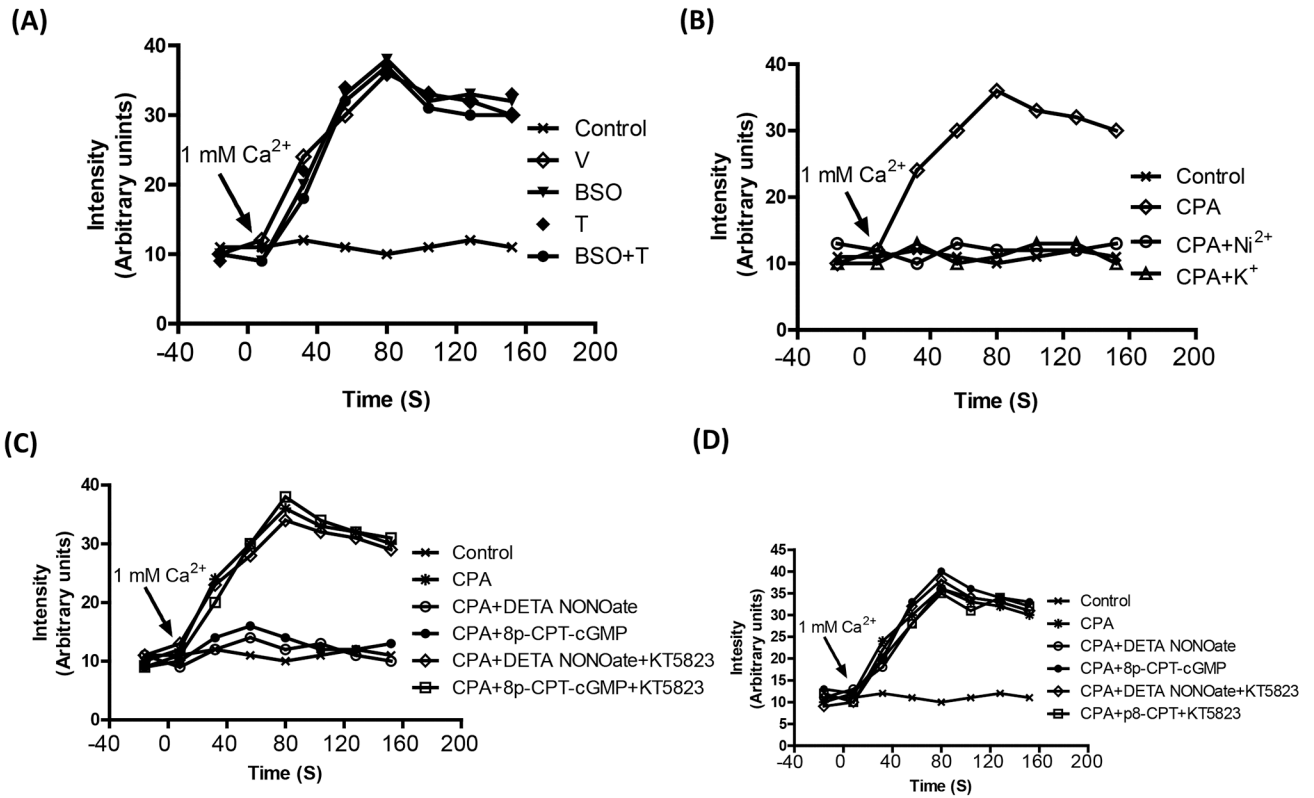 (A)
Intensity
(Arbitrary unints)
40
30
20
10
0
1 mM Ca²⁺
-40 0 40 80 120 160 200
Time (S)
Control
V
BSO
T
BSO+T
(B)
Intensity
(Arbitrary units)
40
30
20
10
0
1 mM Ca²⁺
-40 0 40 80 120 160 200
Time (S)
Control
CPA
CPA+Ni²⁺
CPA+K⁺
(C)
Intensity
(Arbitrary units)
40
30
20
10
0
1 mM Ca²⁺
-40 0 40 80 120 160 200
Time (S)
Control
CPA
CPA+DETA NONOate
CPA+8p-CPT-cGMP
CPA+DETA NONOate+KT5823
CPA+8p-CPT-cGMP+KT5823
(D)
Intesity
(Arbitrary units)
45
40
35
30
25
20
15
10
5
0
1 mM Ca²⁺
-40 0 40 80 120 160 200
Time (S)
Control
CPA
CPA+DETA NONOate
CPA+8p-CPT-cGMP
CPA+DETA NONOate+KT5823
CPA+p8-CPT+KT5823